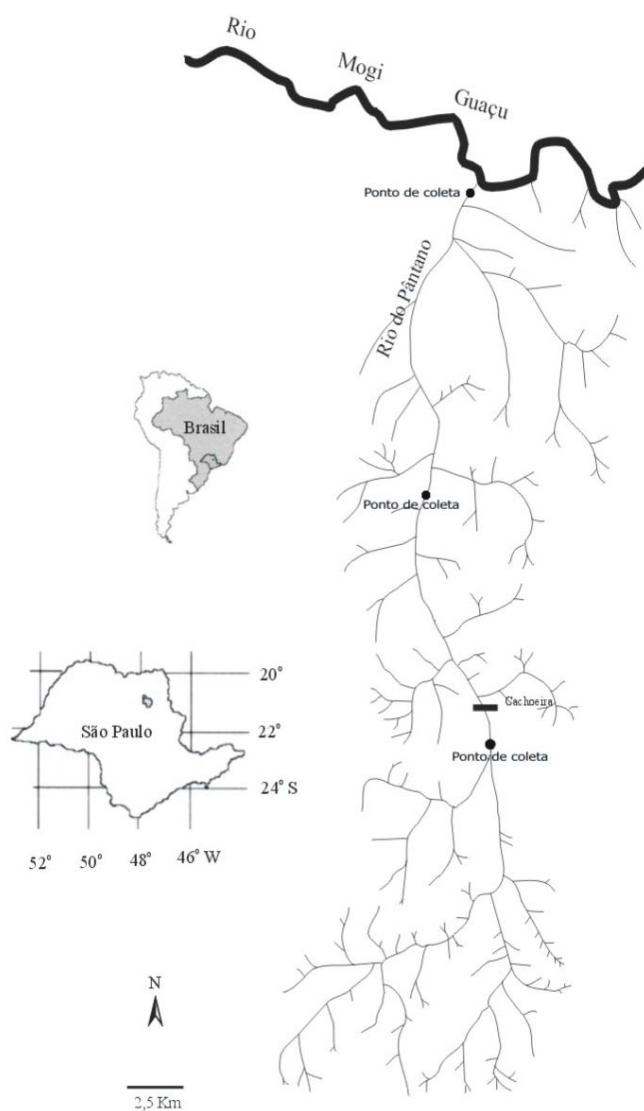 Rio
Mogi
Guaçu
Ponto de coleta
Rio do Pântano
Brasil
Ponto de coleta
20°
Cachoeira
São Paulo
22°
Ponto de coleta
24° S
52°
50°
48°
46° W
N
2,5 Km